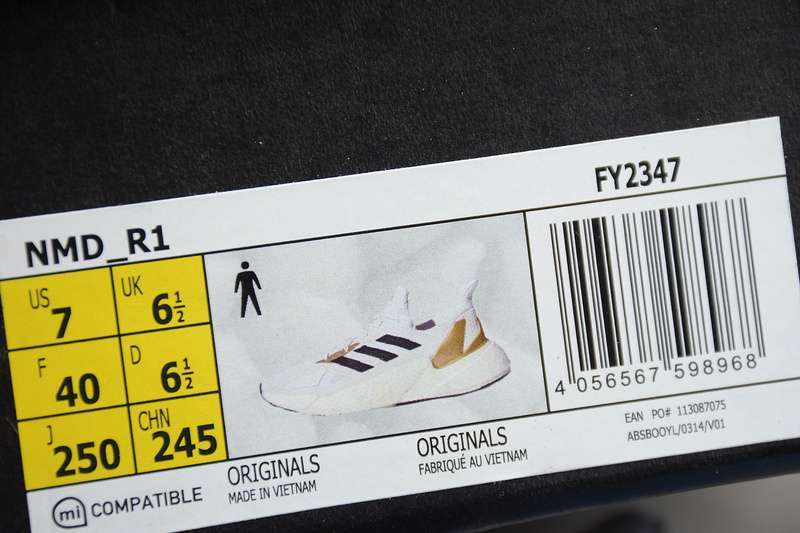 FY2347
NMD_R1
US 7
UK 6½
F 40
D 6½
J 250
CHN 245
mi COMPATIBLE
ORIGINALS
MADE IN VIETNAM
ORIGINALS
FABRIQUÉ AU VIETNAM
4 056567 598968
EAN PO# 113087075
ABSBOOYL/0314/V01